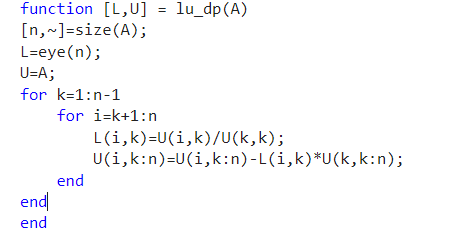 function [L,U] = lu_dp(A)
[n,~]=size(A);
L=eye(n);
U=A;
for k=1:n-1
    for i=k+1:n
        L(i,k)=U(i,k)/U(k,k);
        U(i,k:n)=U(i,k:n)-L(i,k)*U(k,k:n);
    end
end
end